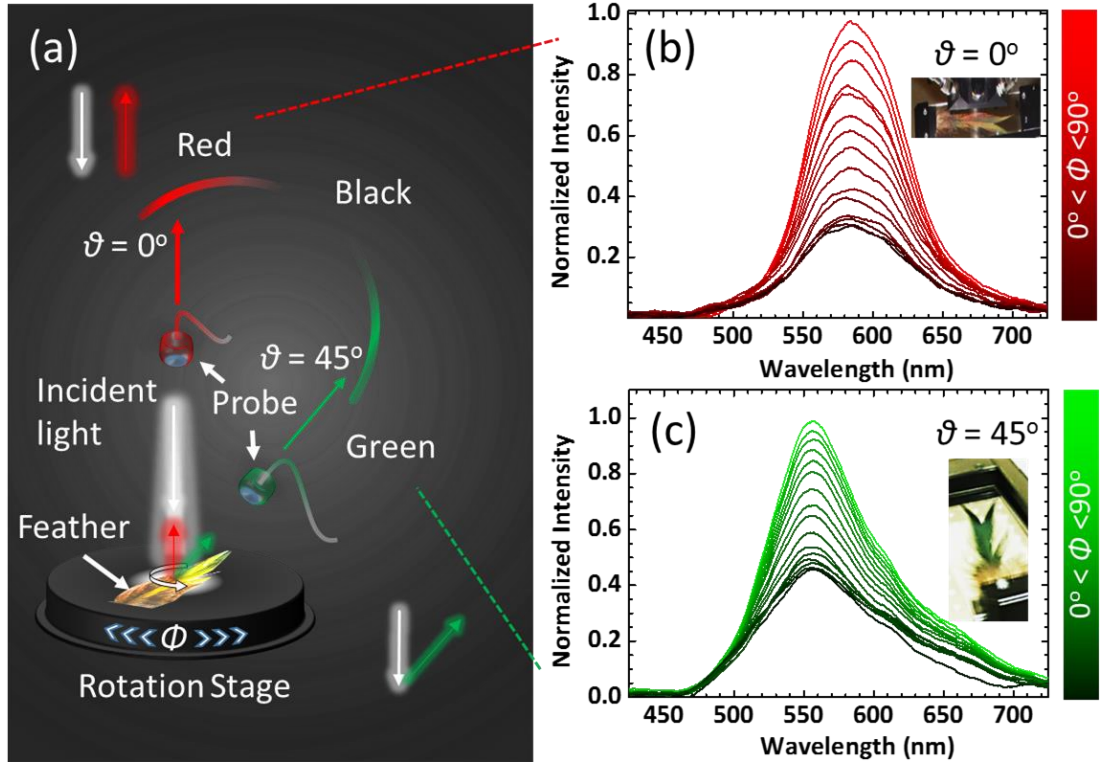 (a)
Red
Black
ϑ = 0°
ϑ = 45°
Incident
light
Probe
Green
Feather
<<<Φ>>>
Rotation Stage
(b)
ϑ = 0°
1.0
0.8
0.6
0.4
0.2
Normalized Intensity
450 500 550 600 650 700
Wavelength (nm)
0° < Φ < 90°
(c)
ϑ = 45°
1.0
0.8
0.6
0.4
0.2
0.0
Normalized Intensity
450 500 550 600 650 700
Wavelength (nm)
0° < Φ < 90°